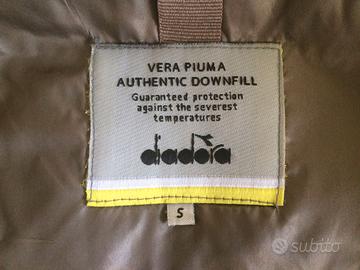 VERA PIUMA
AUTHENTIC DOWNFILL
Guaranteed protection
against the severest
temperatures
diadora
S
subito